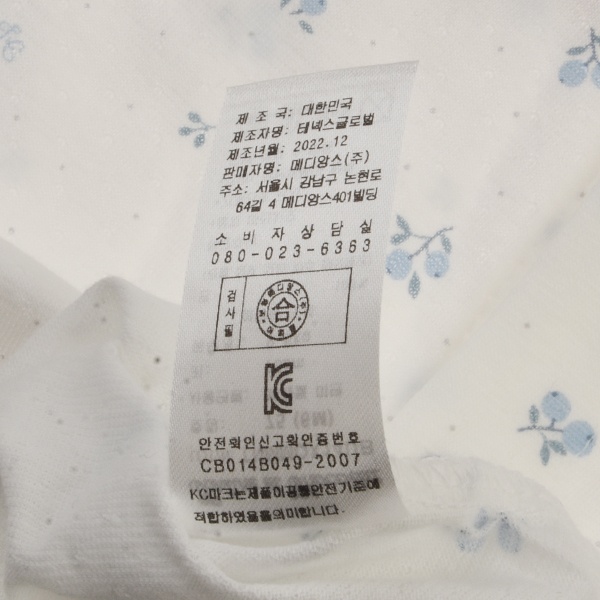 제 조 국: 대한민국
제조자명: 테넥스글로벌
제조년월: 2022.12
판매자명: 메디앙스(주)
주소: 서울시 강남구 논현로
64길 4 메디앙스401빌딩
소 비 자 상 담 실
080-023-6363
검사필
合
KC
안전확인신고확인증번호
CB014B049-2007
KC마크는제품이공통안전기준에
적합하였음을의미합니다.